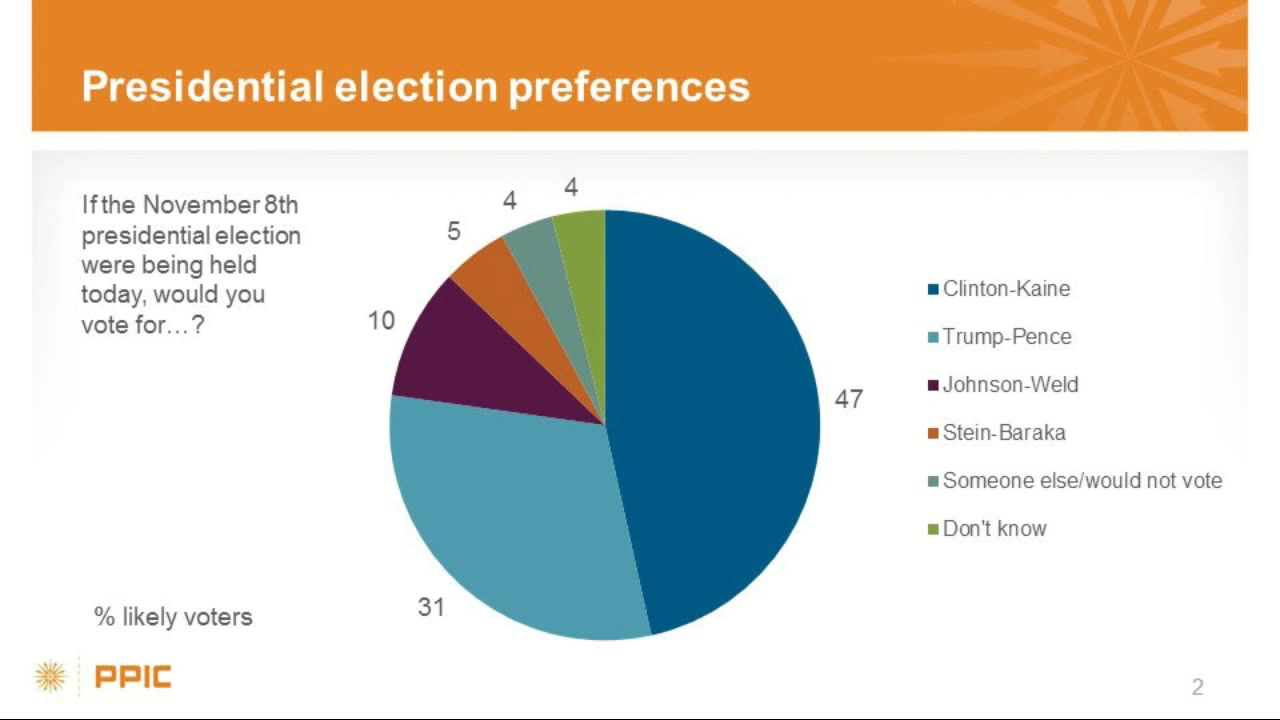 Presidential election preferences
If the November 8th
presidential election
were being held
today, would you
vote for…?
4
4
5
10
47
31
Clinton-Kaine
Trump-Pence
Johnson-Weld
Stein-Baraka
Someone else/would not vote
Don't know
% likely voters
PPIC
2